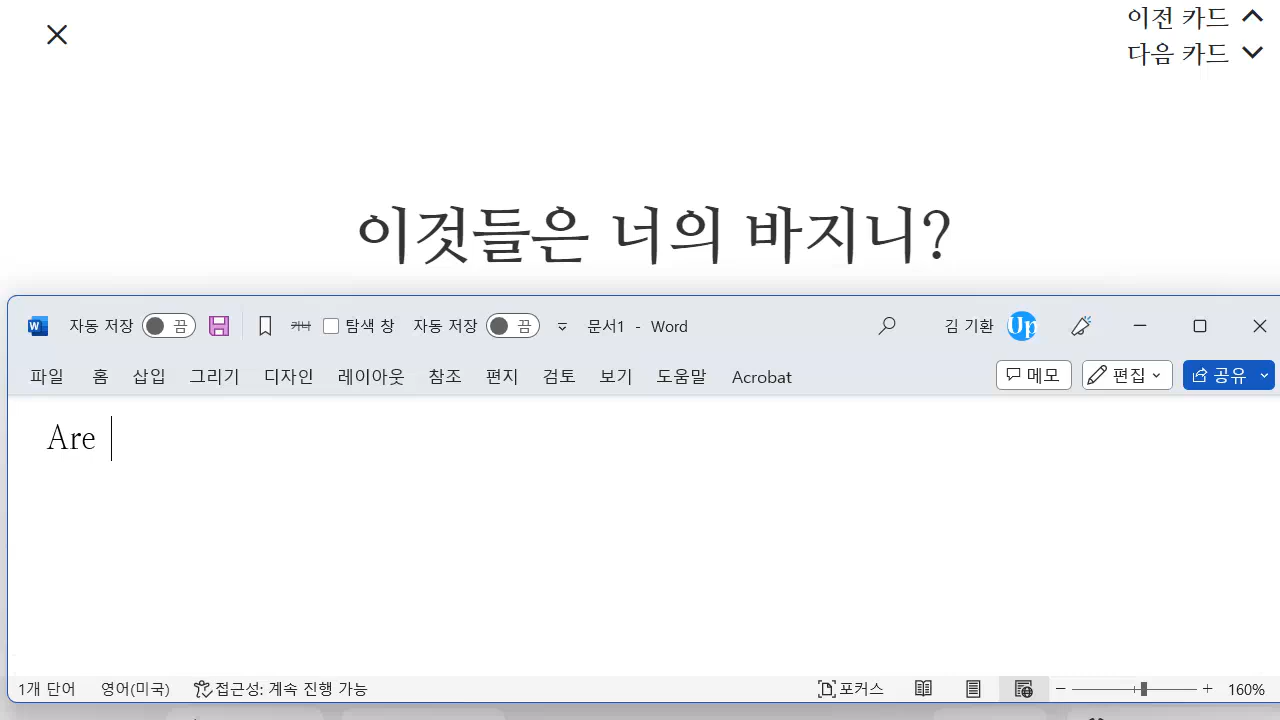 이전 카드
다음 카드
이것들은 너의 바지니?
자동 저장 끔 가나 탐색 창 자동 저장 끔 문서1 - Word 김 기환 Up
파일 홈 삽입 그리기 디자인 레이아웃 참조 편지 검토 보기 도움말 Acrobat 메모 편집 공유
Are
1개 단어 영어(미국) 접근성: 계속 진행 가능 포커스 160%